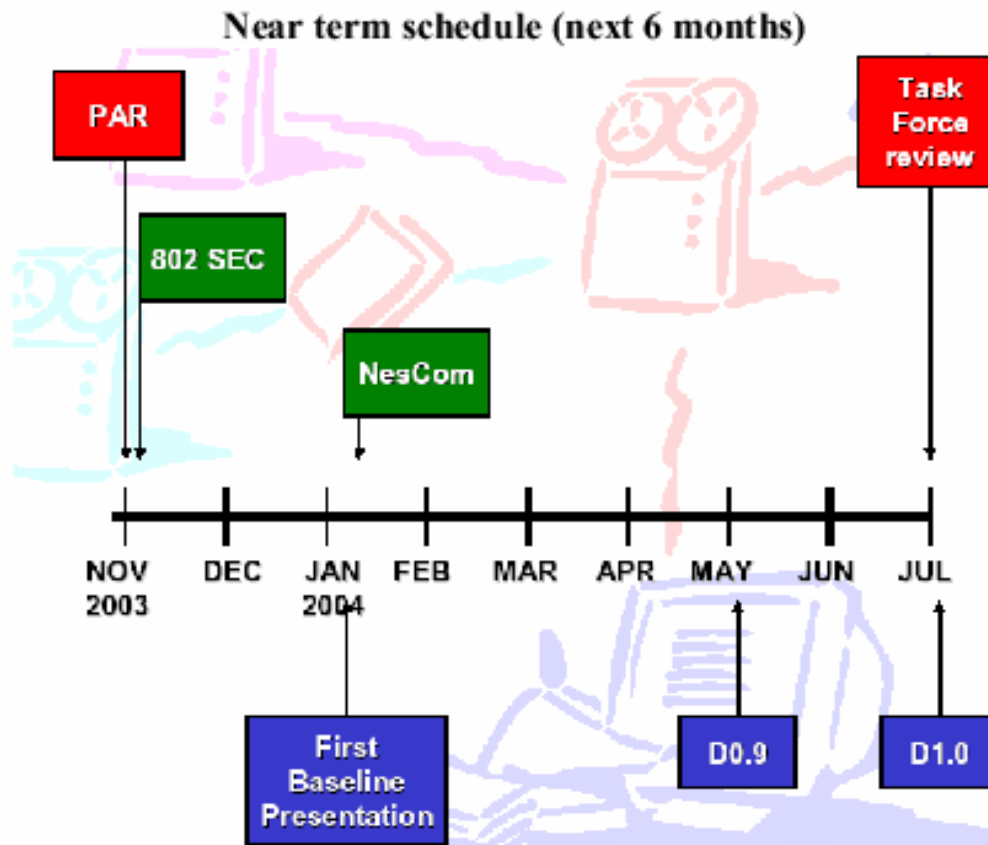 Near term schedule (next 6 months)
PAR
Task
Force
review
802 SEC
NesCom
NOV
2003
DEC
JAN
2004
FEB
MAR
APR
MAY
JUN
JUL
First
Baseline
Presentation
D0.9
D1.0